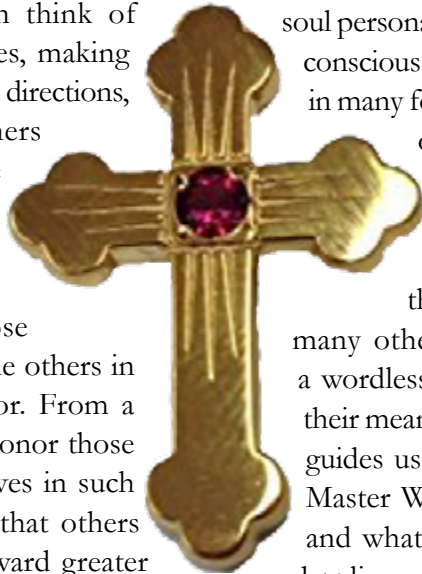 think of
es, making
directions,
ners
ose
e others in
or. From a
onor those
ves in such
that others
ward greater
soul persona
conscious
in many fo
th
many othe
a wordless
their mean
guides us
Master W
and what